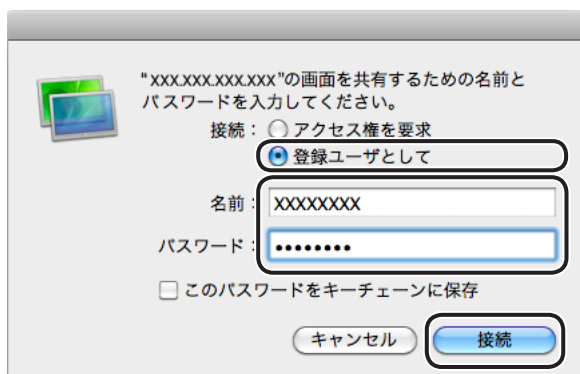 “XXX.XXX.XXX.XXX”の画面を共有するための名前と
パスワードを入力してください。
接続： アクセス権を要求
登録ユーザとして
名前： XXXXXXXX
パスワード： ••••••••
このパスワードをキーチェーンに保存
キャンセル 接続